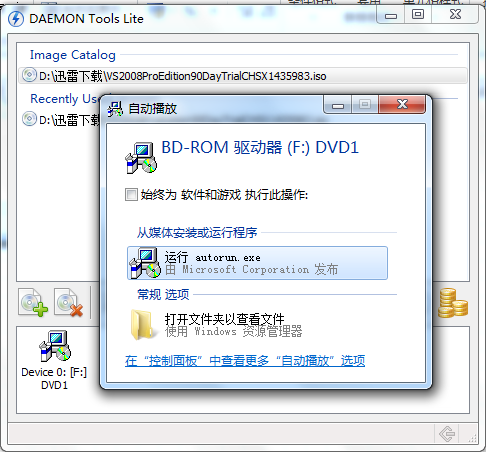 DAEMON Tools Lite
Image Catalog
D:\迅雷下载\VS2008ProEdition90DayTrialCHSX1435983.iso
Recently Use
D:\迅雷下载
自动播放
BD-ROM 驱动器 (F:) DVD1
始终为 软件和游戏 执行此操作:
从媒体安装或运行程序
运行 autorun.exe
由 Microsoft Corporation 发布
常规 选项
打开文件夹以查看文件
使用 Windows 资源管理器
在“控制面板”中查看更多“自动播放”选项
Device 0: [F:]
DVD1